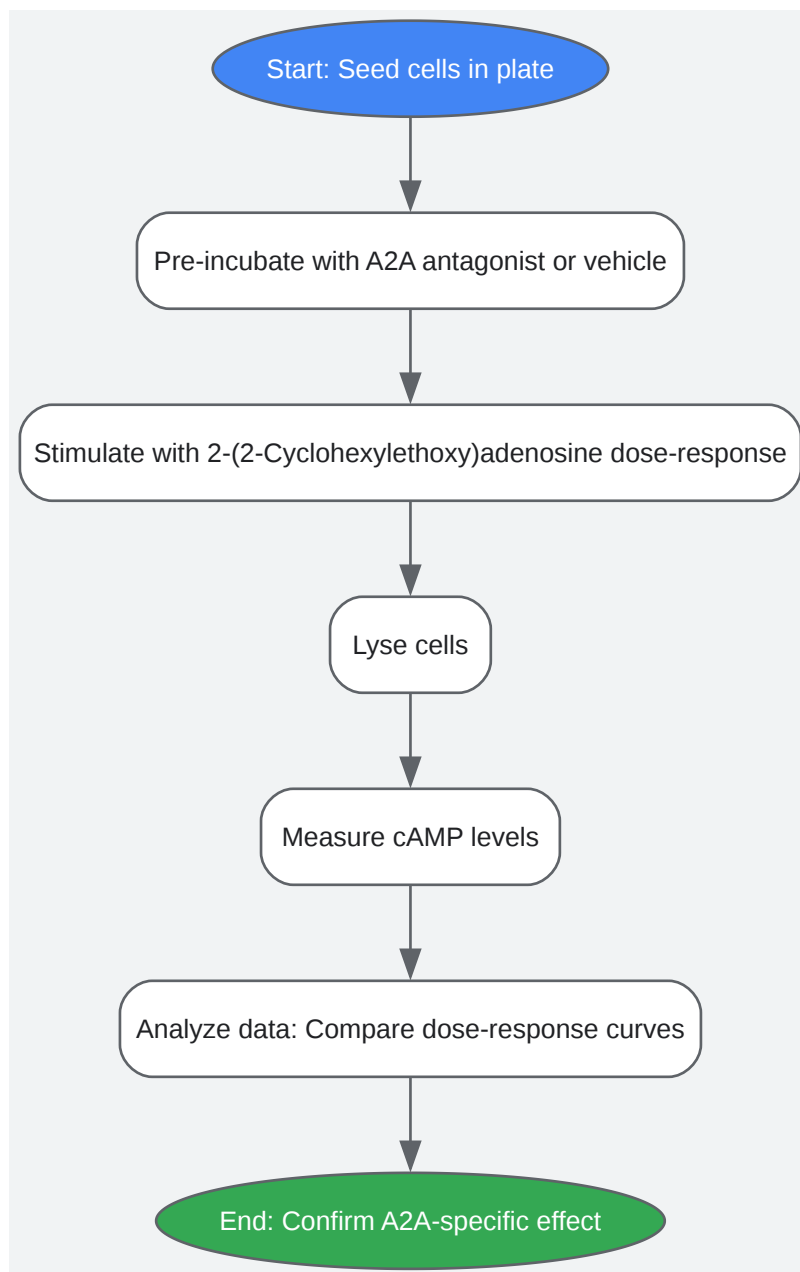 Start: Seed cells in plate
Pre-incubate with A2A antagonist or vehicle
Stimulate with 2-(2-Cyclohexylethoxy)adenosine dose-response
Lyse cells
Measure cAMP levels
Analyze data: Compare dose-response curves
End: Confirm A2A-specific effect